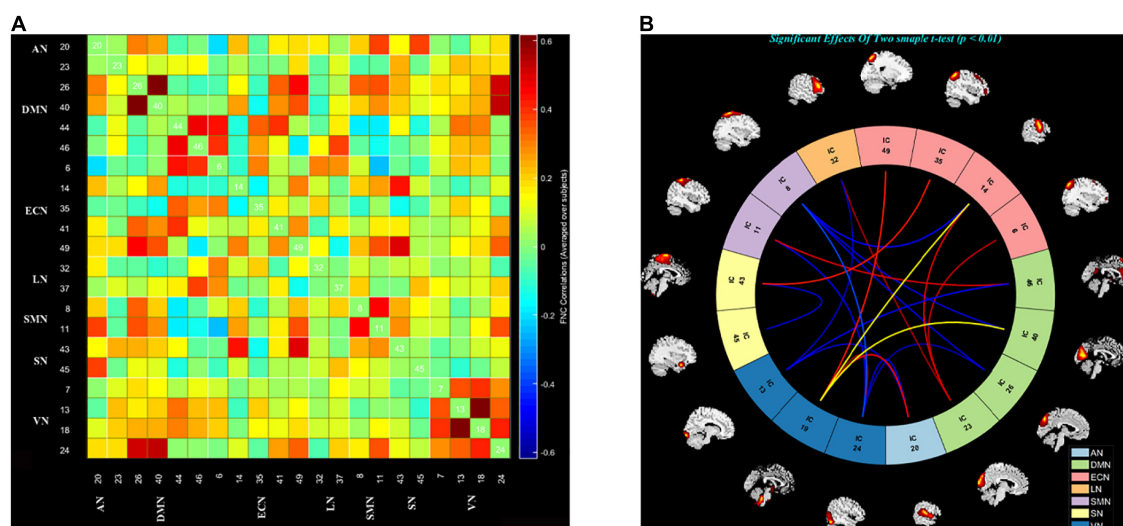 A
B
Significant Effects Of Two smaple t-test (p < 0.01)
AN 20 20
23 23
26 26
DMN 40 40
44 44
46 46
6 6
14 14
ECN 35 35
41 41
49 49
32 32
LN 37 37
8 8
SMN 11 11
43 43
SN 45 45
7 7
13 13
VN 18 18
24 24
20 23 26 40 44 46 6 14 35 41 49 32 37 8 11 43 45 7 13 18 24
AN DMN ECN LN SMN SN VN
0.6
0.4
0.2
0
-0.2
-0.4
-0.6
FNC Correlations (Averaged over subjects)
IC 32
IC 49
IC 35
IC 14
IC 6
IC 46
IC
IC 26
IC 23
IC 20
IC 24
IC
IC 13
IC 45
IC 43
IC 11
IC 8
AN
DMN
ECN
LN
SMN
SN
VN